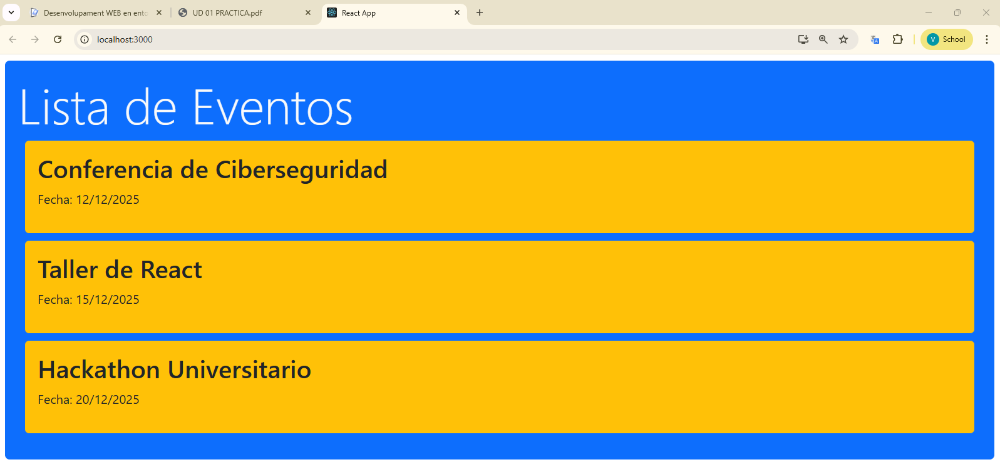 Desenvolupament WEB en ento
UD 01 PRACTICA.pdf
React App
localhost:3000
V School
Lista de Eventos
Conferencia de Ciberseguridad
Fecha: 12/12/2025
Taller de React
Fecha: 15/12/2025
Hackathon Universitario
Fecha: 20/12/2025